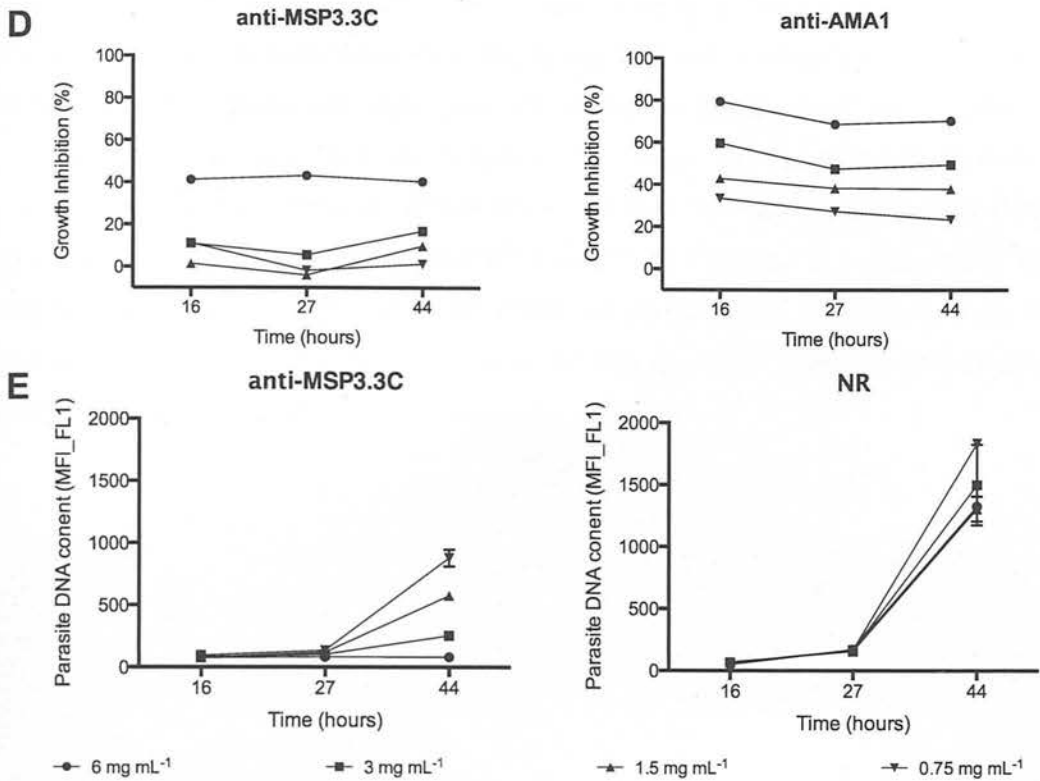 D
anti-MSP3.3C
anti-AMA1
Growth Inhibition (%)
100
80
60
40
20
0
16
27
44
Time (hours)
Growth Inhibition (%)
100
80
60
40
20
0
16
27
44
Time (hours)
E
anti-MSP3.3C
NR
Parasite DNA conent (MFI_FL1)
2000
1500
1000
500
0
16
27
44
Time (hours)
Parasite DNA conent (MFI_FL1)
2000
1500
1000
500
0
16
27
44
Time (hours)
6 mg mL⁻¹
3 mg mL⁻¹
1.5 mg mL⁻¹
0.75 mg mL⁻¹